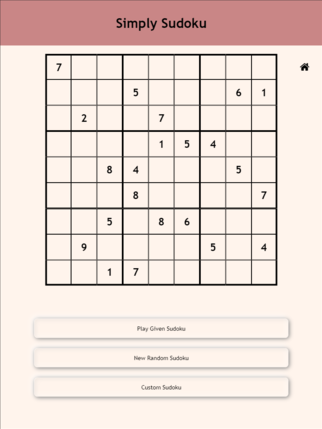 Simply Sudoku
7
5 6 1
2 7
1 5 4
8 4 5
8 7
5 8 6
9 5 4
1 7
Play Given Sudoku
New Random Sudoku
Custom Sudoku